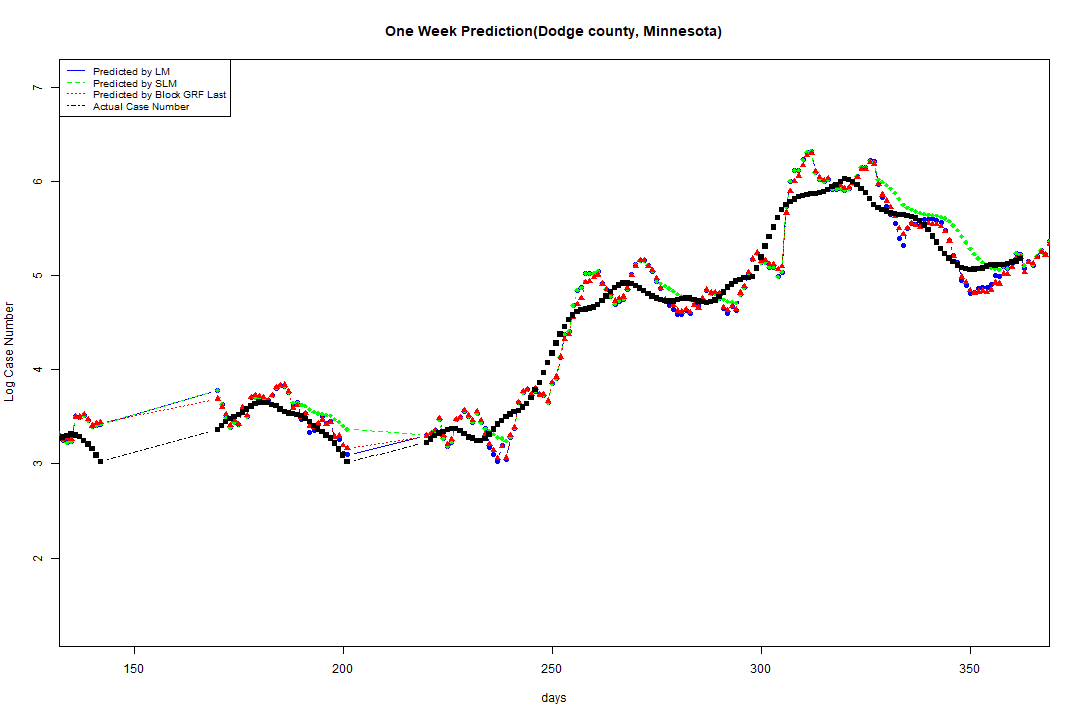 One Week Prediction(Dodge county, Minnesota)
Predicted by LM
Predicted by SLM
Predicted by Block GRF Last
Actual Case Number
7
6
5
4
3
2
Log Case Number
150 200 250 300 350
days